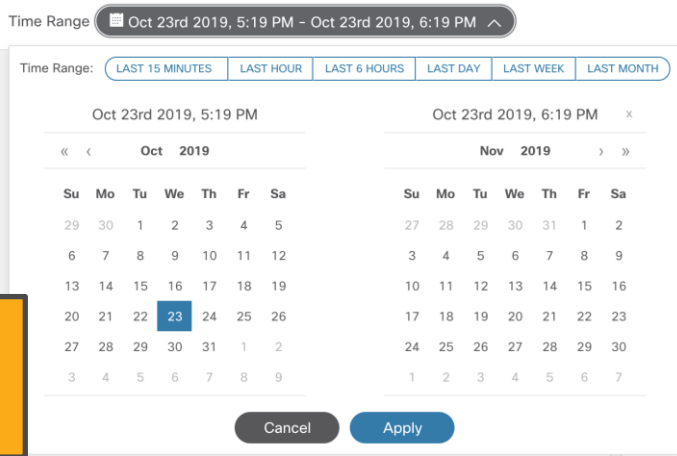 Time Range Oct 23rd 2019, 5:19 PM - Oct 23rd 2019, 6:19 PM
Time Range: LAST 15 MINUTES LAST HOUR LAST 6 HOURS LAST DAY LAST WEEK LAST MONTH
Oct 23rd 2019, 5:19 PM Oct 23rd 2019, 6:19 PM x
« ‹ Oct 2019 Nov 2019 › »
Su Mo Tu We Th Fr Sa Su Mo Tu We Th Fr Sa
29 30 1 2 3 4 5 27 28 29 30 31 1 2
6 7 8 9 10 11 12 3 4 5 6 7 8 9
13 14 15 16 17 18 19 10 11 12 13 14 15 16
20 21 22 23 24 25 26 17 18 19 20 21 22 23
27 28 29 30 31 1 2 24 25 26 27 28 29 30
3 4 5 6 7 8 9 1 2 3 4 5 6 7
Cancel Apply